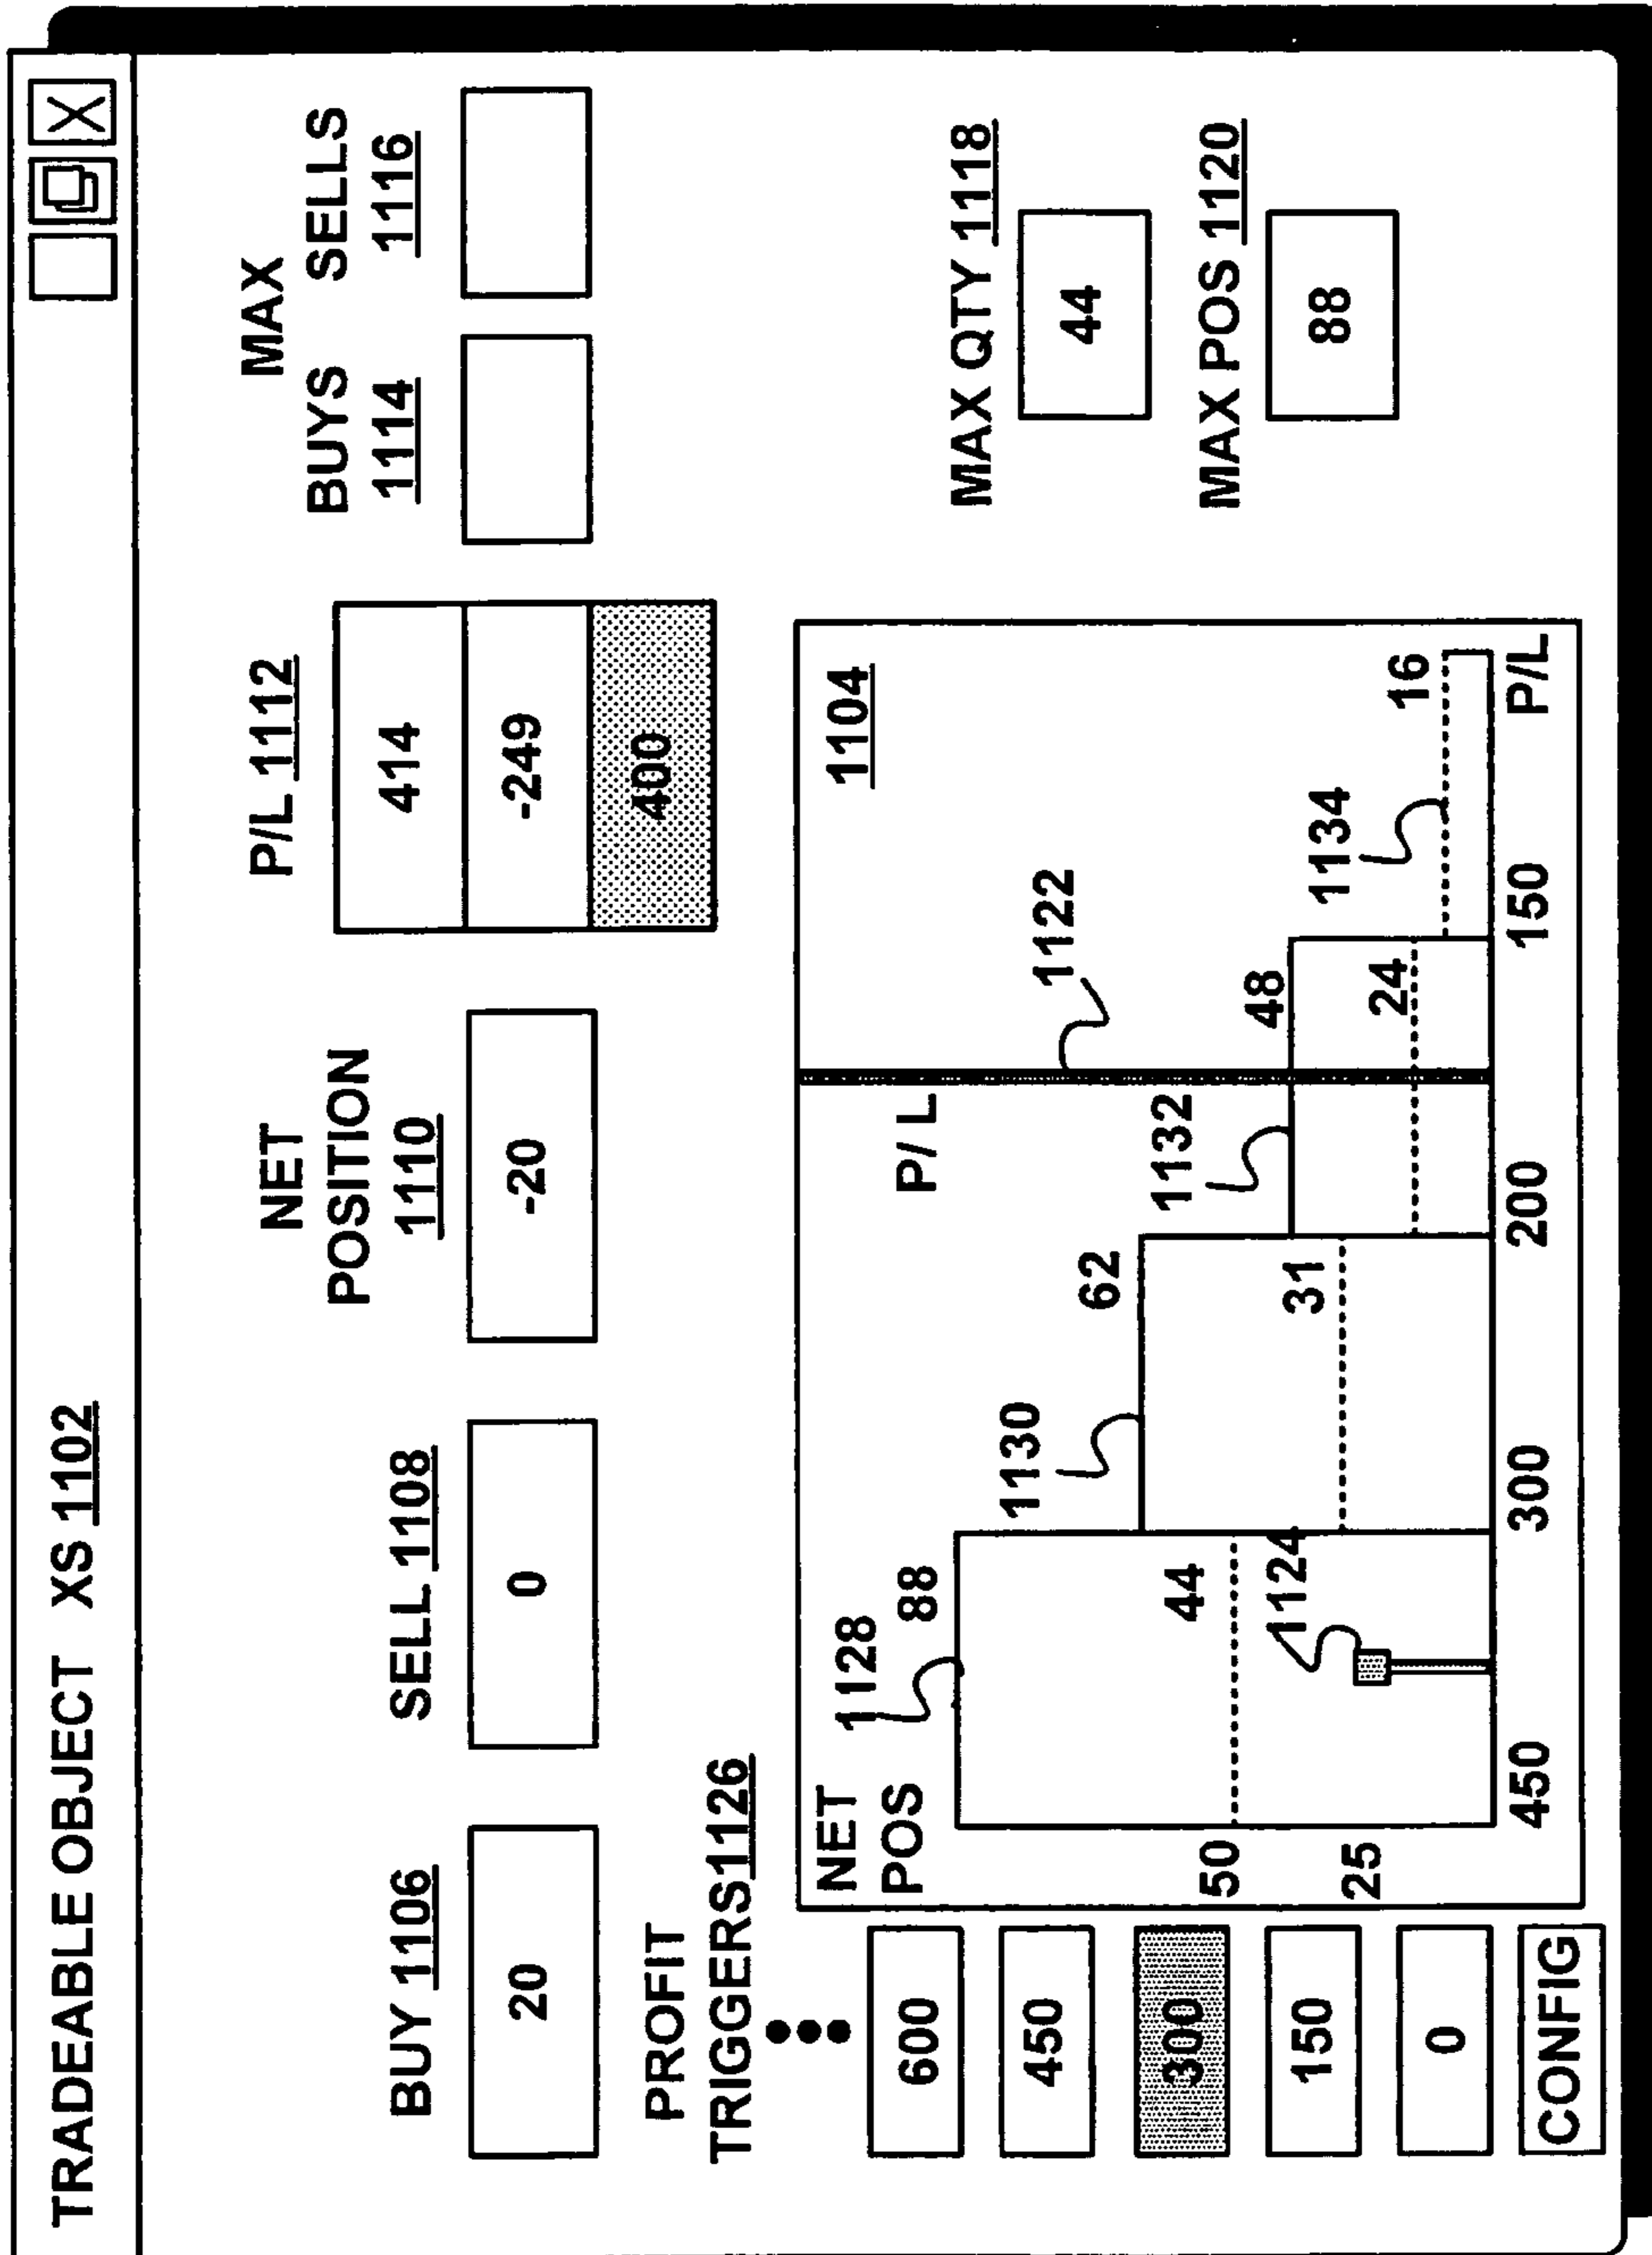 TRADEABLE OBJECT XS 1102
X
BUY 1106
20
SELL 1108
0
NET
POSITION
1110
-20
P/L 1112
414
-249
400
MAX
BUYS SELLS
1114 1116
PROFIT
TRIGGERS1126
600
450
300
150
0
CONFIG
NET
POS
1128
88
50
25
44
1124
1130
62
31
P/ L
1132
48
24
1122
1104
1134
16
450 300 200 150 P/L
MAX QTY 1118
44
MAX POS 1120
88